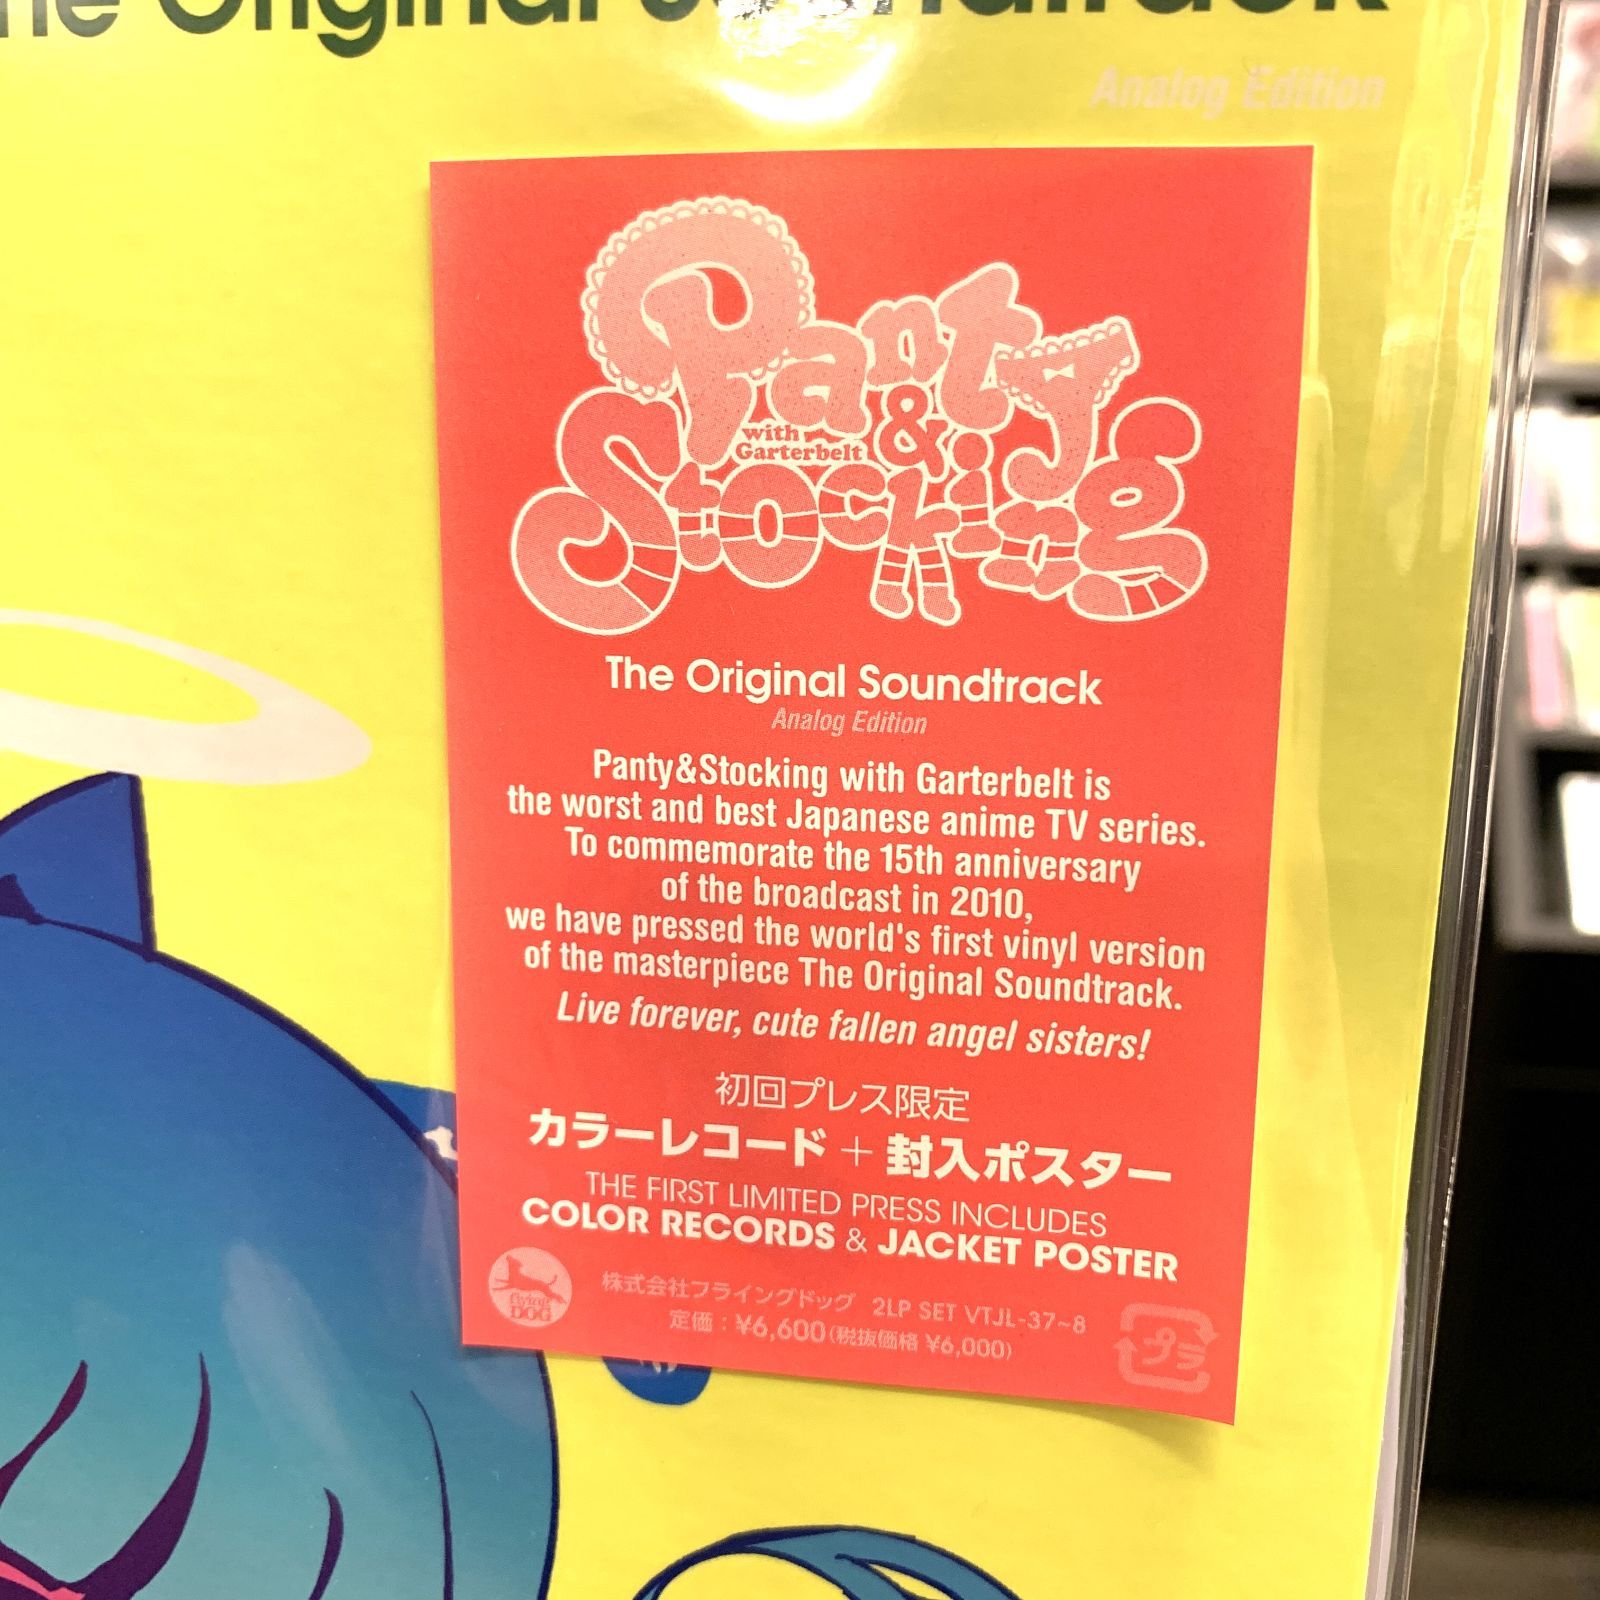 The Original Soundtrack
Analog Edition
Panty
&
with
Garterbelt
Stocking
The Original Soundtrack
Analog Edition
Panty&Stocking with Garterbelt is
the worst and best Japanese anime TV series.
To commemorate the 15th anniversary
of the broadcast in 2010,
we have pressed the world's first vinyl version
of the masterpiece The Original Soundtrack.
Live forever, cute fallen angel sisters!
初回プレス限定
カラーレコード + 封入ポスター
THE FIRST LIMITED PRESS INCLUDES
COLOR RECORDS & JACKET POSTER
flying DOG
株式会社フライングドッグ 2LP SET VTJL-37~8
定価:¥6,600(税抜価格 ¥6,000)
プラ